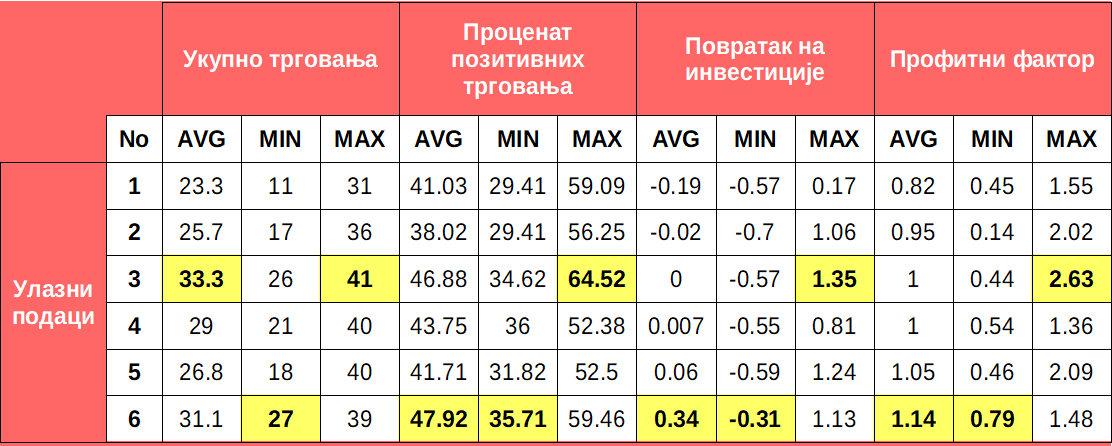 Укупно трговања Проценат позитивних трговања Повратак на инвестиције Профитни фактор
No AVG MIN MAX AVG MIN MAX AVG MIN MAX AVG MIN MAX
Улазни подаци
1 23.3 11 31 41.03 29.41 59.09 -0.19 -0.57 0.17 0.82 0.45 1.55
2 25.7 17 36 38.02 29.41 56.25 -0.02 -0.7 1.06 0.95 0.14 2.02
3 33.3 26 41 46.88 34.62 64.52 0 -0.57 1.35 1 0.44 2.63
4 29 21 40 43.75 36 52.38 0.007 -0.55 0.81 1 0.54 1.36
5 26.8 18 40 41.71 31.82 52.5 0.06 -0.59 1.24 1.05 0.46 2.09
6 31.1 27 39 47.92 35.71 59.46 0.34 -0.31 1.13 1.14 0.79 1.48